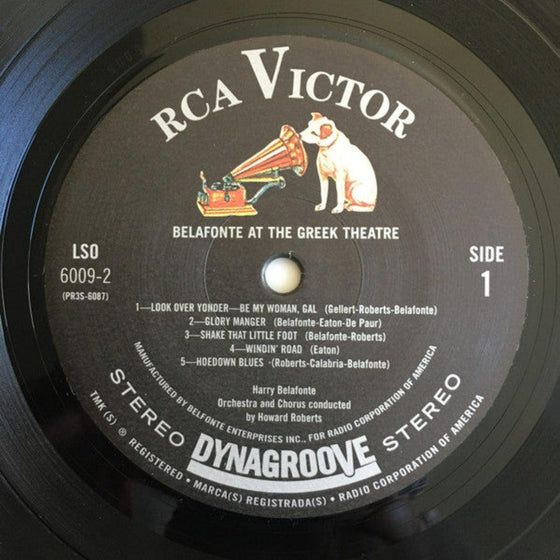 RCA VICTOR
BELAFONTE AT THE GREEK THEATRE
LSO
6009-2
(PR3S-6087)
SIDE
1
1—LOOK OVER YONDER—BE MY WOMAN, GAL (Gellert-Roberts-Belafonte)
2—GLORY MANGER (Belafonte-Eaton-De Paur)
3—SHAKE THAT LITTLE FOOT (Belafonte-Roberts)
4—WINDIN' ROAD (Eaton)
5—HOEDOWN BLUES (Roberts-Calabria-Belafonte)
Harry Belafonte
Orchestra and Chorus conducted
by Howard Roberts
MANUFACTURED BY BELFONTE ENTERPRISES INC., FOR RADIO CORPORATION OF AMERICA
STEREO DYNAGROOVE STEREO
TMK (S) ® REGISTERED • MARCA(S) REGISTRADA(S) • RADIO CORPORATION OF AMERICA